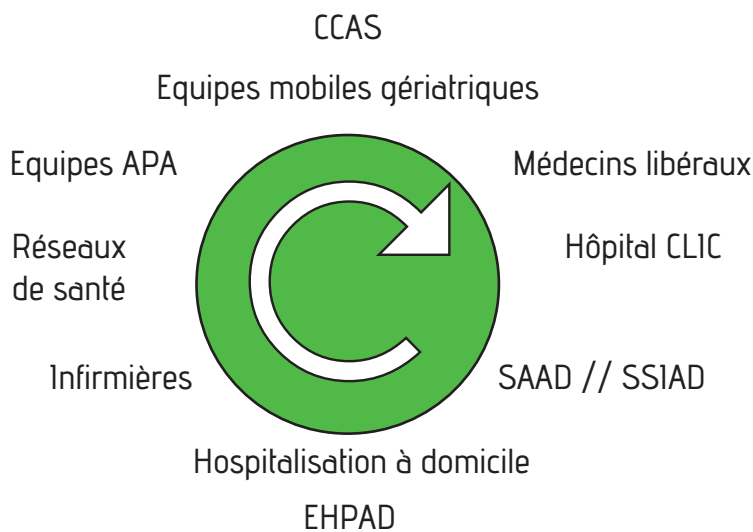 CCAS
Equipes mobiles gériatriques
Equipes APA
Médecins libéraux
Réseaux
de santé
Hôpital CLIC
Infirmières
SAAD // SSIAD
Hospitalisation à domicile
EHPAD